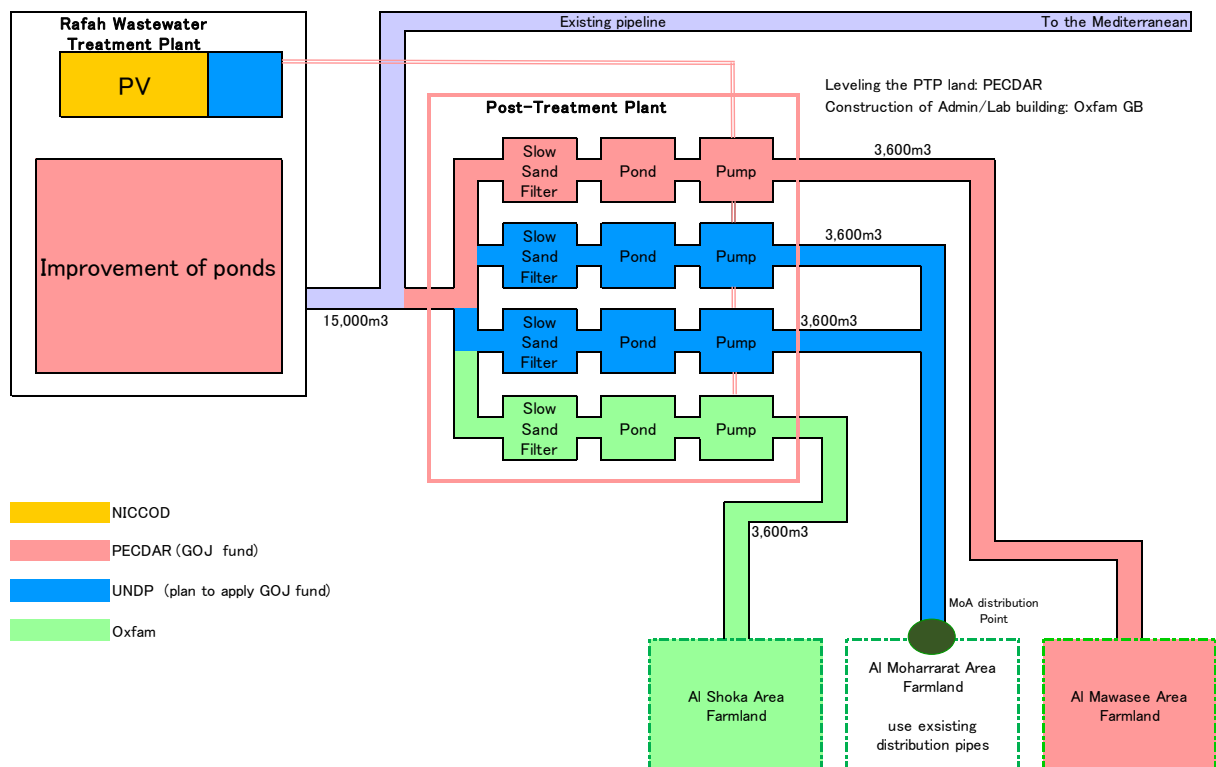 Rafah Wastewater
Treatment Plant
PV
Improvement of ponds
Existing pipeline
To the Mediterranean
Leveling the PTP land: PECDAR
Construction of Admin/Lab building: Oxfam GB
Post-Treatment Plant
Slow
Sand
Filter
Pond
Pump
3,600m3
Slow
Sand
Filter
Pond
Pump
3,600m3
15,000m3
Slow
Sand
Filter
Pond
Pump
3,600m3
Slow
Sand
Filter
Pond
Pump
3,600m3
NICCOD
PECDAR (GOJ fund)
UNDP (plan to apply GOJ fund)
Oxfam
MoA distribution
Point
Al Shoka Area
Farmland
Al Moharrarat Area
Farmland
use exsisting
distribution pipes
Al Mawasee Area
Farmland